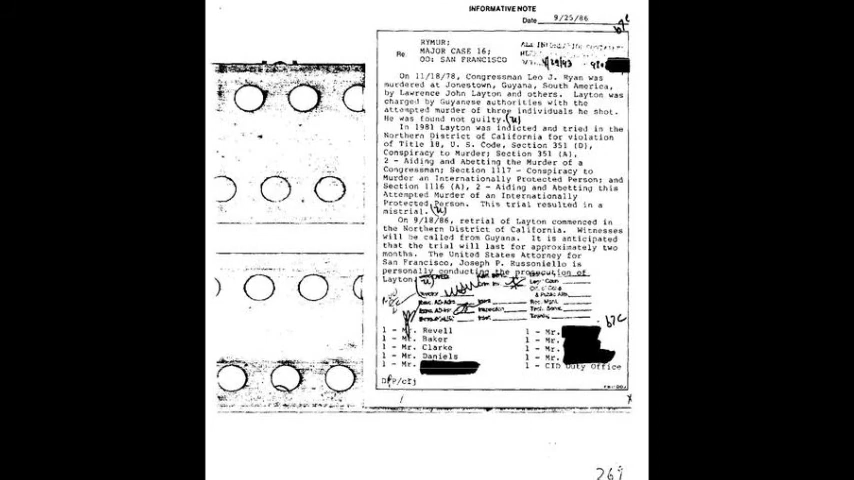 INFORMATIVE NOTE
Date 9/25/86
b7c
RYMUR;
Re MAJOR CASE 16;
OO: SAN FRANCISCO
On 11/18/78, Congressman Leo J. Ryan was
murdered at Jonestown, Guyana, South America,
by Lawrence John Layton and others. Layton was
charged by Guyanese authorities with the
attempted murder of three individuals he shot.
He was found not guilty. (u)
In 1981 Layton was indicted and tried in the
Northern District of California for violation
of Title 18, U. S. Code, Section 351 (D),
Conspiracy to Murder; Section 351 (A),
2 - Aiding and Abetting the Murder of a
Congressman; Section 1117 - Conspiracy to
Murder an Internationally Protected Person; and
Section 1116 (A), 2 - Aiding and Abetting this
Attempted Murder of an Internationally
Protected Person. This trial resulted in a
mistrial. (u)
On 9/18/86, retrial of Layton commenced in
the Northern District of California. Witnesses
will be called from Guyana. It is anticipated
that the trial will last for approximately two
months. The United States Attorney for
San Francisco, Joseph P. Russoniello is
personally conducting the prosecution of
Layton. (u)
b7C
1 - Mr. Revell 1 - Mr.
1 - Mr. Baker 1 - Mr.
1 - Mr. Clarke 1 - Mr.
1 - Mr. Daniels 1 - Mr.
1 - Mr. 1 - CID Duty Office